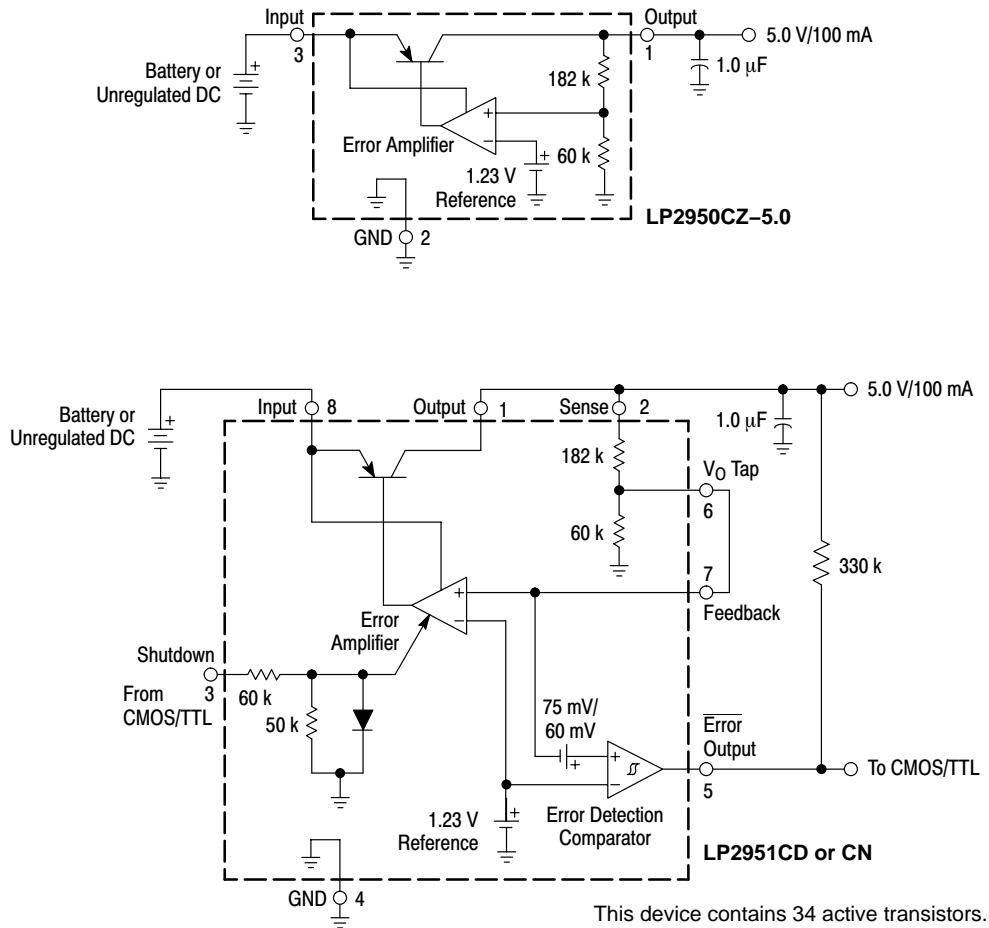 Input
3
Output
1
5.0 V/100 mA
1.0 µF
Battery or
Unregulated DC
+
182 k
+
−
Error Amplifier
60 k
+
1.23 V
Reference
GND
2
LP2950CZ–5.0
5.0 V/100 mA
Input
8
Output
1
Sense
2
1.0 µF
Battery or
Unregulated DC
+
182 k
VO Tap
6
60 k
330 k
7
Feedback
+
−
Error
Amplifier
Shutdown
3
From
CMOS/TTL
60 k
50 k
75 mV/
60 mV
+
+
−
Error
Output
5
To CMOS/TTL
Error Detection
Comparator
+
1.23 V
Reference
LP2951CD or CN
GND
4
This device contains 34 active transistors.